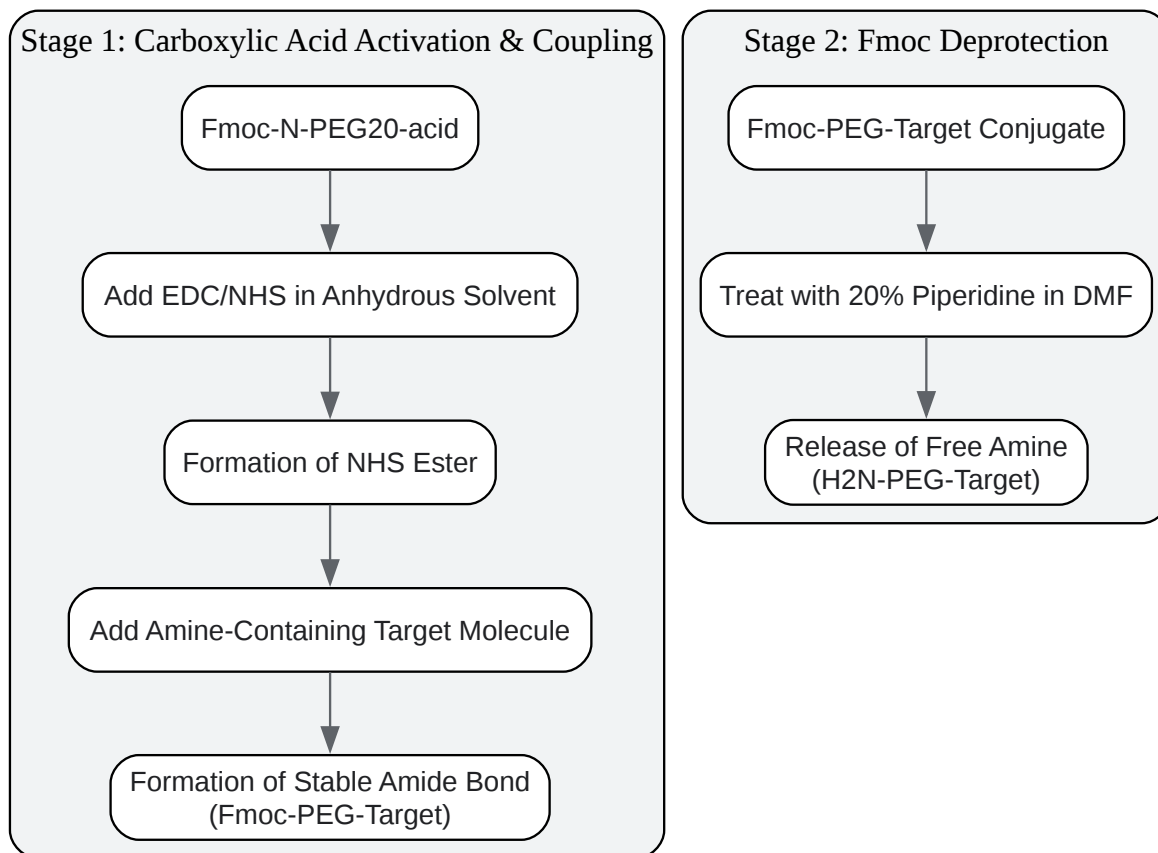 Stage 1: Carboxylic Acid Activation & Coupling
Fmoc-N-PEG20-acid
Add EDC/NHS in Anhydrous Solvent
Formation of NHS Ester
Add Amine-Containing Target Molecule
Formation of Stable Amide Bond
(Fmoc-PEG-Target)
Stage 2: Fmoc Deprotection
Fmoc-PEG-Target Conjugate
Treat with 20% Piperidine in DMF
Release of Free Amine
(H2N-PEG-Target)